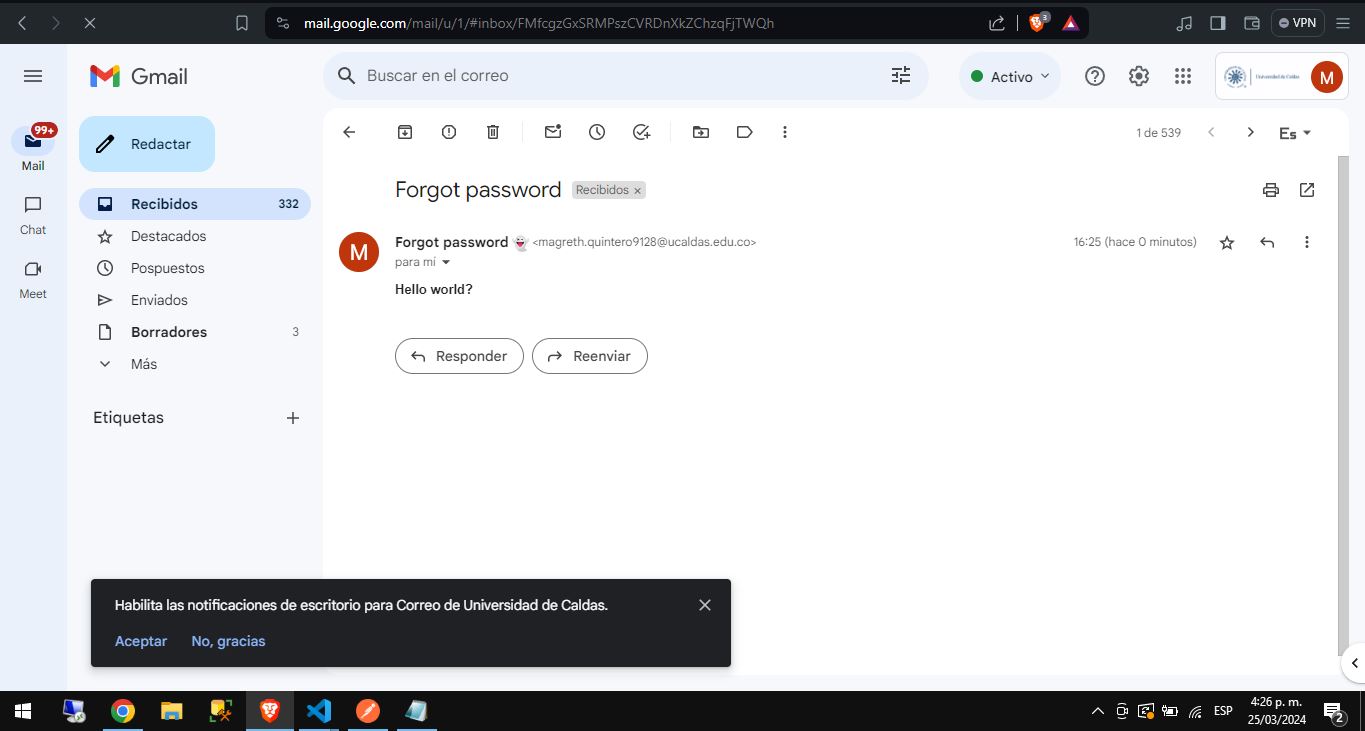 mail.google.com/mail/u/1/#inbox/FMfcgzGxSRMPszCVRDnXkZChzqFjTWQh
3
VPN
Gmail
Buscar en el correo
Activo
Universidad de Caldas
M
99+
Mail
Chat
Meet
Redactar
Recibidos 332
Destacados
Pospuestos
Enviados
Borradores 3
Más
Etiquetas
1 de 539
Es
Forgot password Recibidos ×
M
Forgot password 👻 <magreth.quintero9128@ucaldas.edu.co>
16:25 (hace 0 minutos)
para mí
Hello world?
Responder
Reenviar
Habilita las notificaciones de escritorio para Correo de Universidad de Caldas.
Aceptar No, gracias
ESP
4:26 p. m.
25/03/2024
2